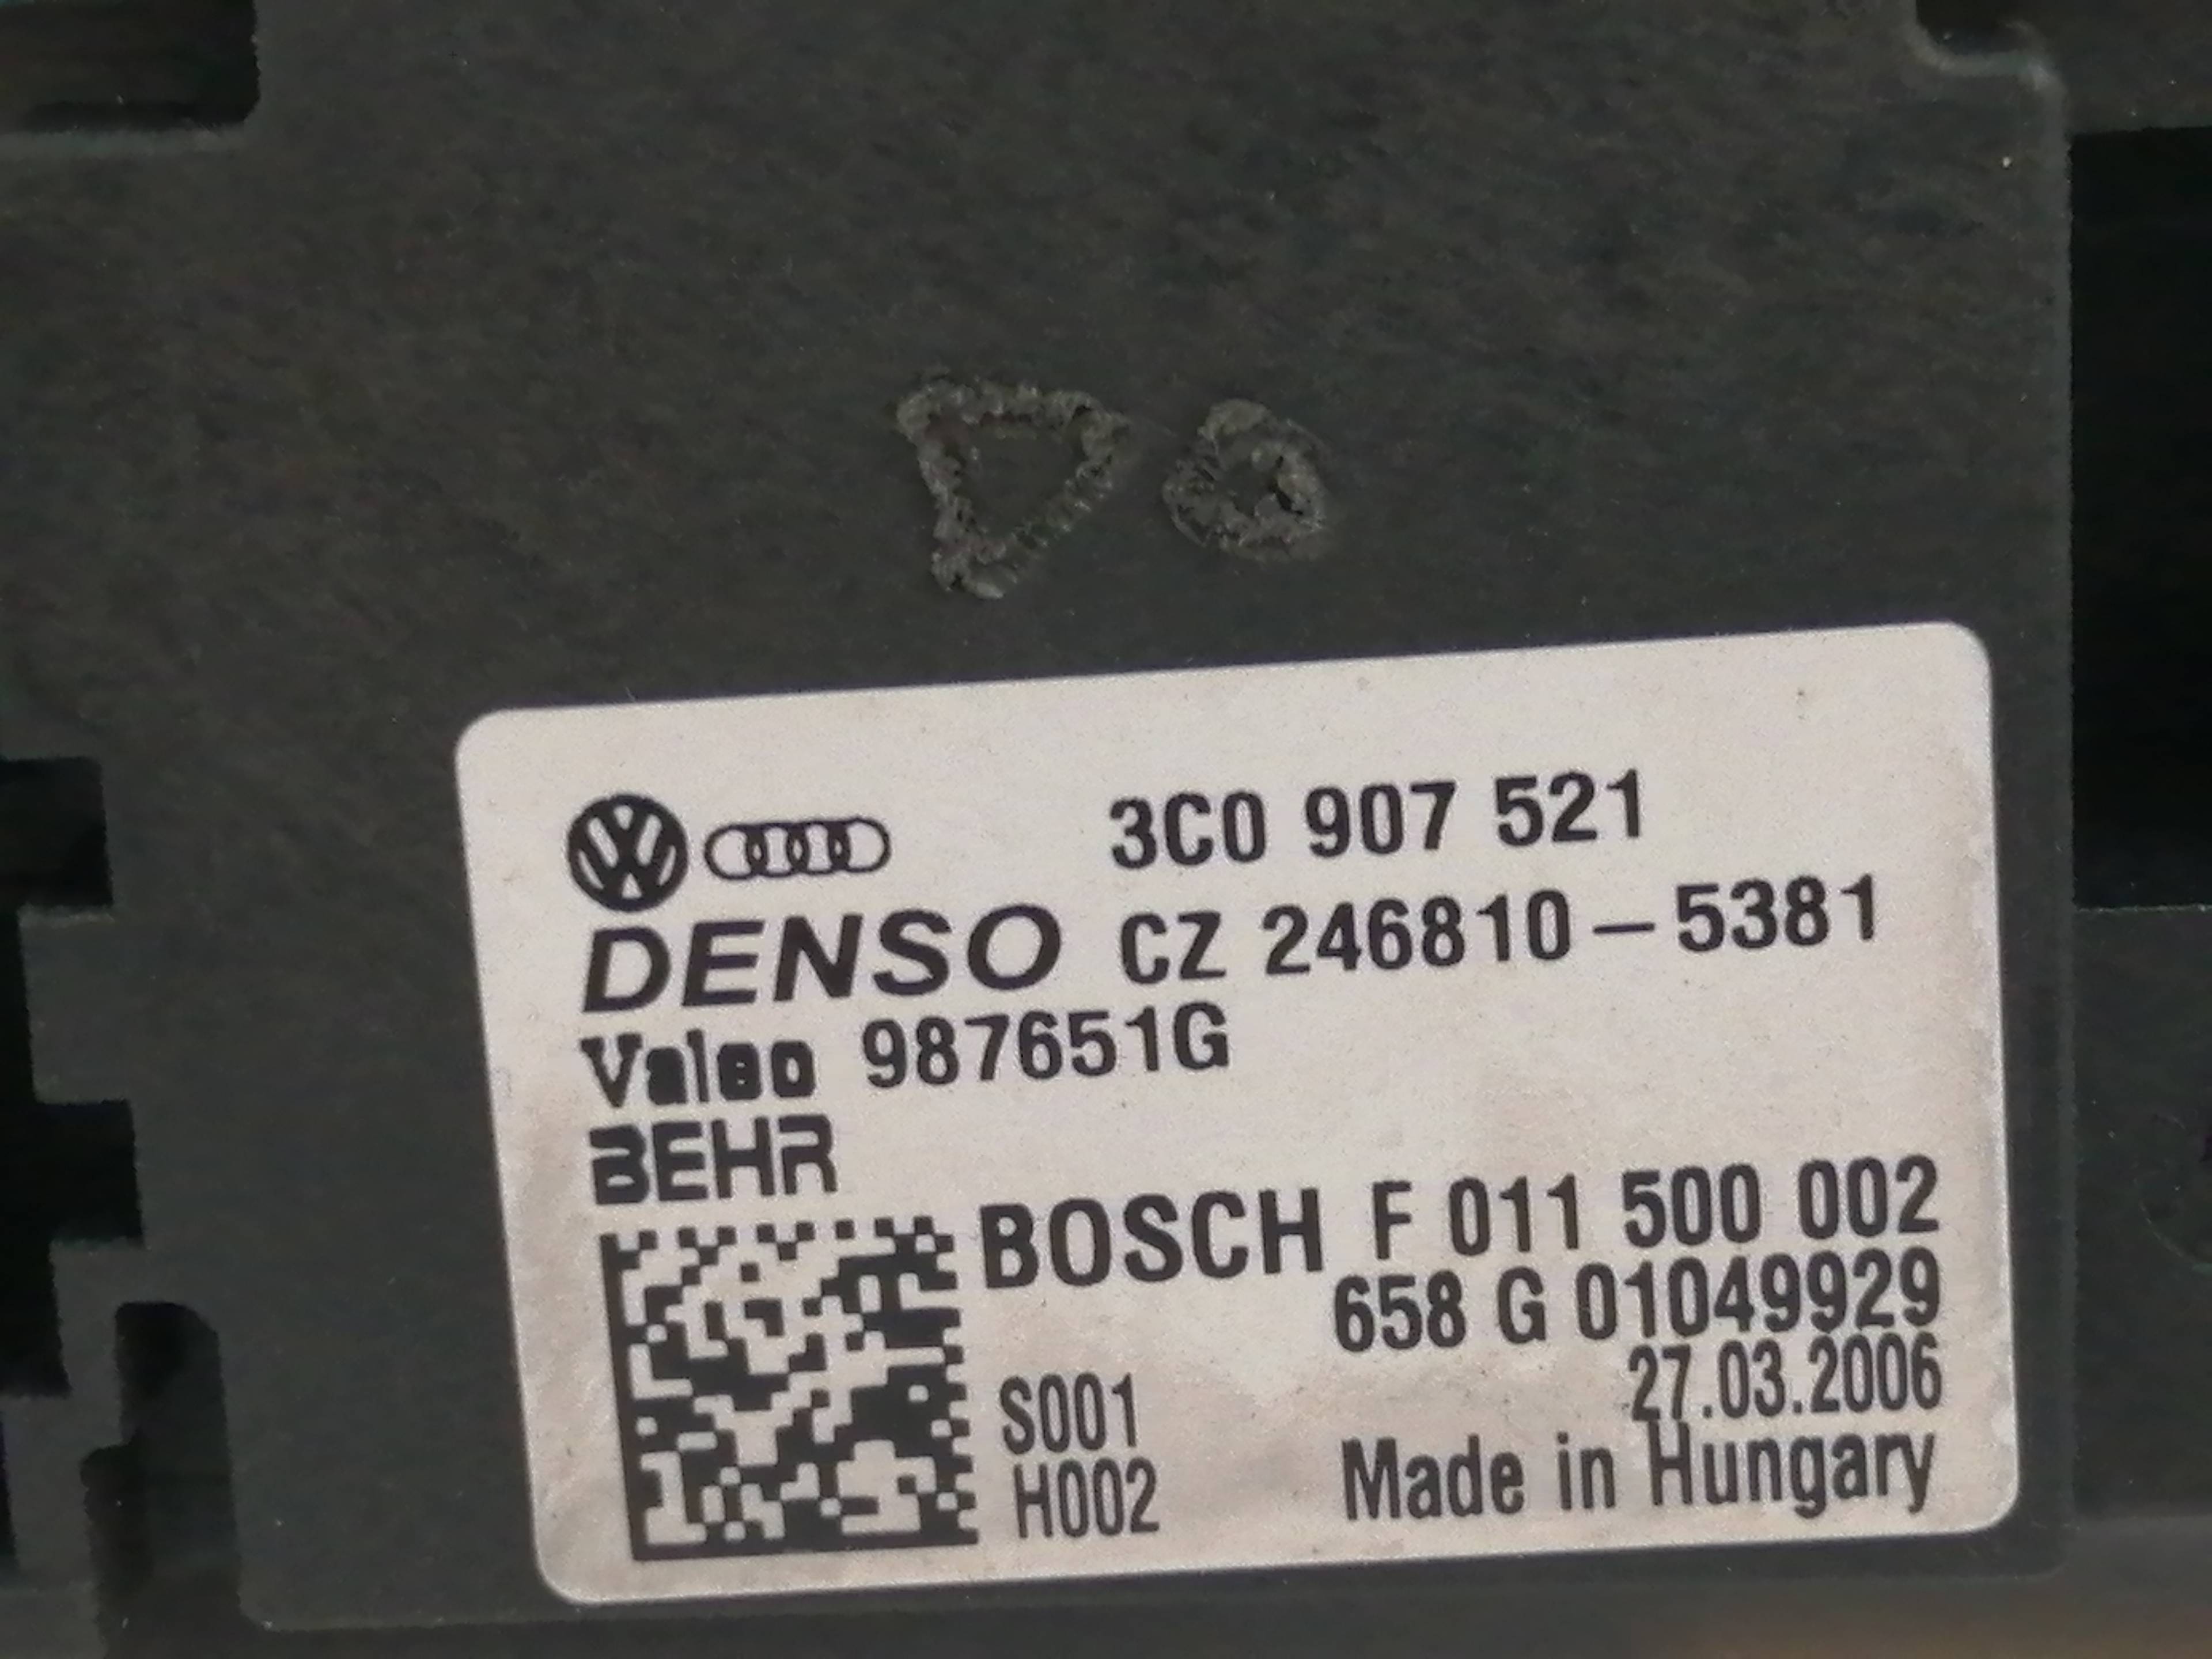 3C0 907 521
DENSO CZ 246810-5381
Valeo 987651G
BEHR
BOSCH F 011 500 002
658 G 01049929
27.03.2006
S001
H002
Made in Hungary